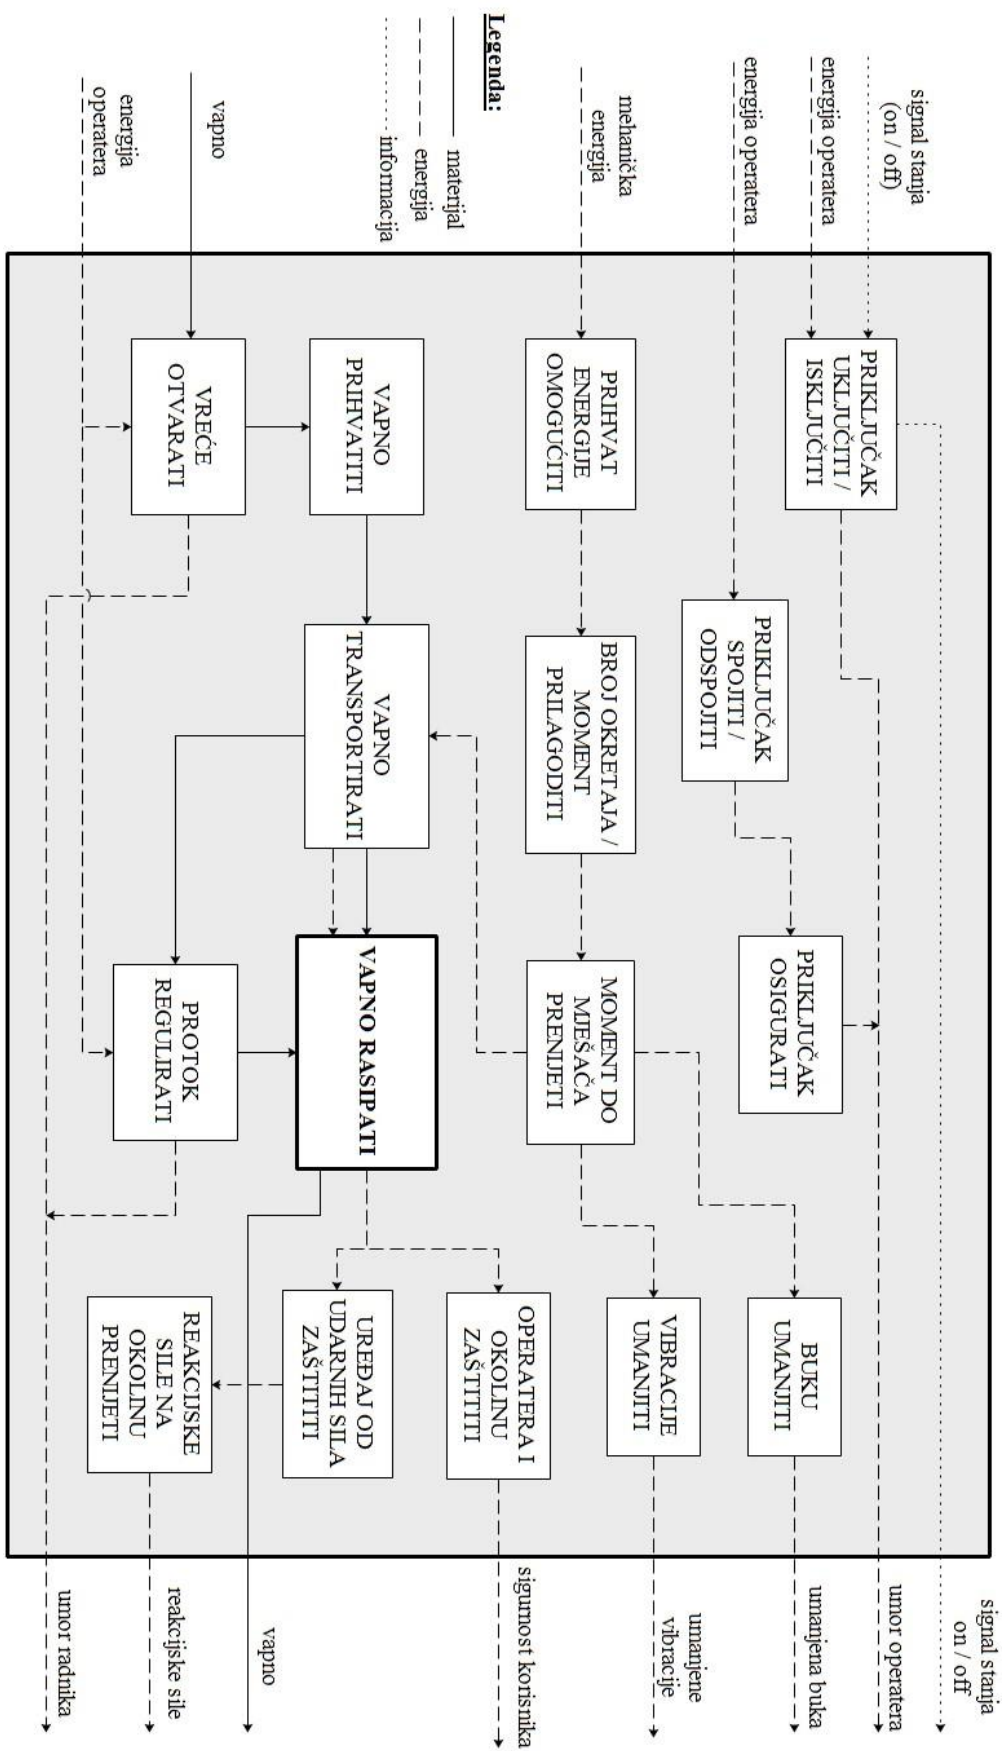 signal stanja
(on / off)
energija operatera
energija operatera
mehanička
energija
Legenda:
materijal
energija
informacija
vapno
energija
operatera
PRIKLJUČAK
UKLJUČITI /
ISKLJUČITI
PRIKLJUČAK
SPOJITI /
ODSPOJITI
PRIKLJUČAK
OSIGURATI
BUKU
UMANJITI
PRIHVAT
ENERGIJE
OMOGUĆITI
BROJ OKRETAJA /
MOMENT
PRILAGODITI
MOMENT DO
MJEŠAČA
PRENIJETI
VIBRACIJE
UMANJITI
OPERATERA I
OKOLINU
ZAŠTITITI
VAPNO
PRIHVATITI
VAPNO
TRANSPORTIRATI
VAPNO RASIPATI
UREĐAJ OD
UDARNIH SILA
ZAŠTITITI
VREĆE
OTVARATI
PROTOK
REGULIRATI
REAKCIJSKE
SILE NA
OKOLINU
PRENIJETI
signal stanja
on / off
umor operatera
umanjena buka
umanjene
vibracije
sigurnost korisnika
vapno
reakcijske sile
umor radnika